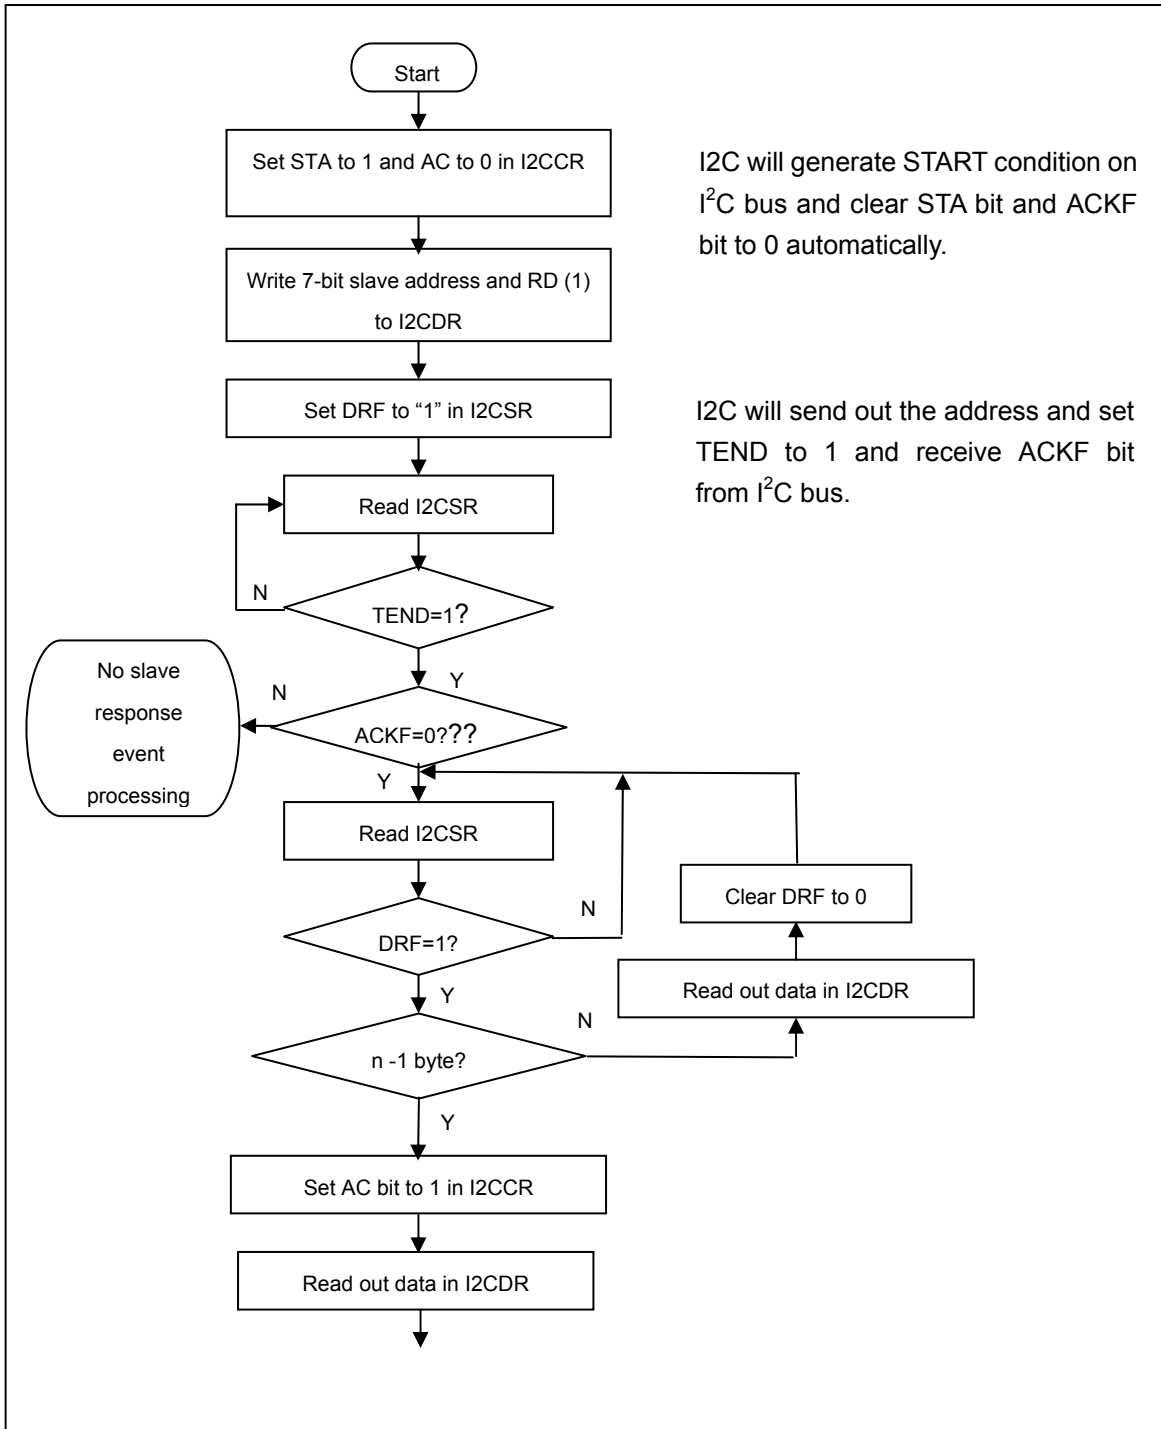 Start
Set STA to 1 and AC to 0 in I2CCR
I2C will generate START condition on
I²C bus and clear STA bit and ACKF
bit to 0 automatically.
Write 7-bit slave address and RD (1)
to I2CDR
Set DRF to “1” in I2CSR
I2C will send out the address and set
TEND to 1 and receive ACKF bit
from I²C bus.
Read I2CSR
N
TEND=1?
Y
No slave
response
event
processing
N
ACKF=0???
Y
Read I2CSR
Clear DRF to 0
N
DRF=1?
Read out data in I2CDR
Y
N
n -1 byte?
Y
Set AC bit to 1 in I2CCR
Read out data in I2CDR